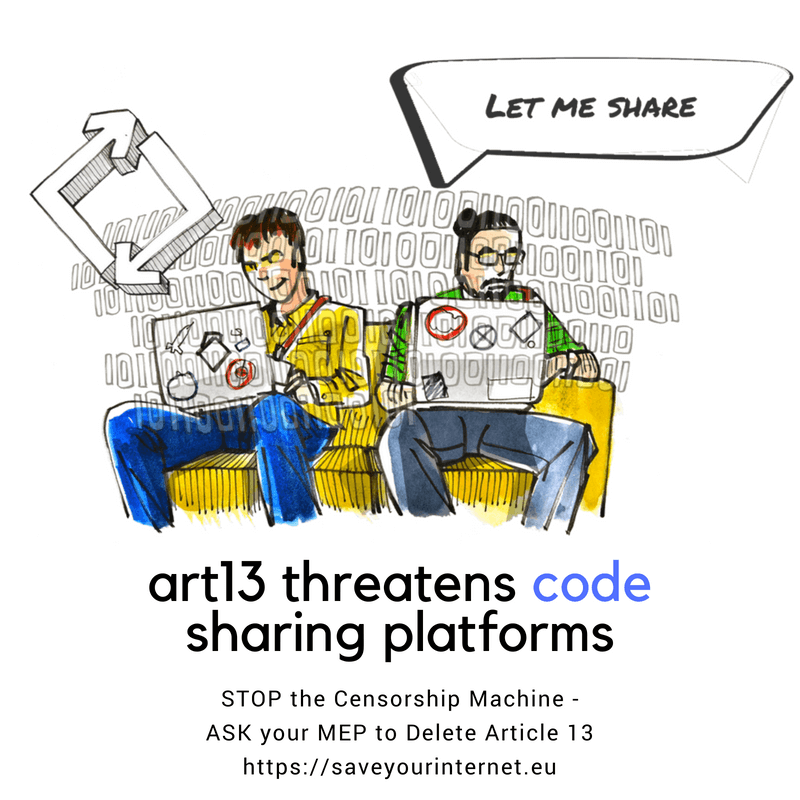 LET ME SHARE
art13 threatens code
sharing platforms
STOP the Censorship Machine -
ASK your MEP to Delete Article 13
https://saveyourinternet.eu